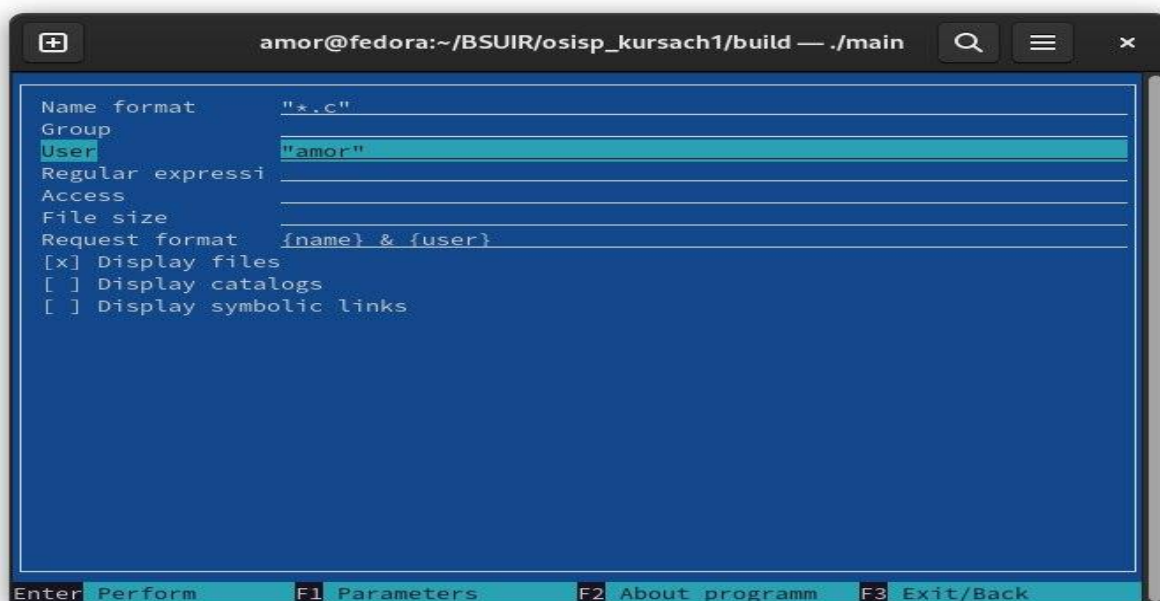 amor@fedora:~/BSUIR/osisp_kursach1/build — ./main
Name format "*.c"
Group
User "amor"
Regular expressi
Access
File size
Request format {name} & {user}
[x] Display files
[ ] Display catalogs
[ ] Display symbolic links
Enter Perform F1 Parameters F2 About programm F3 Exit/Back